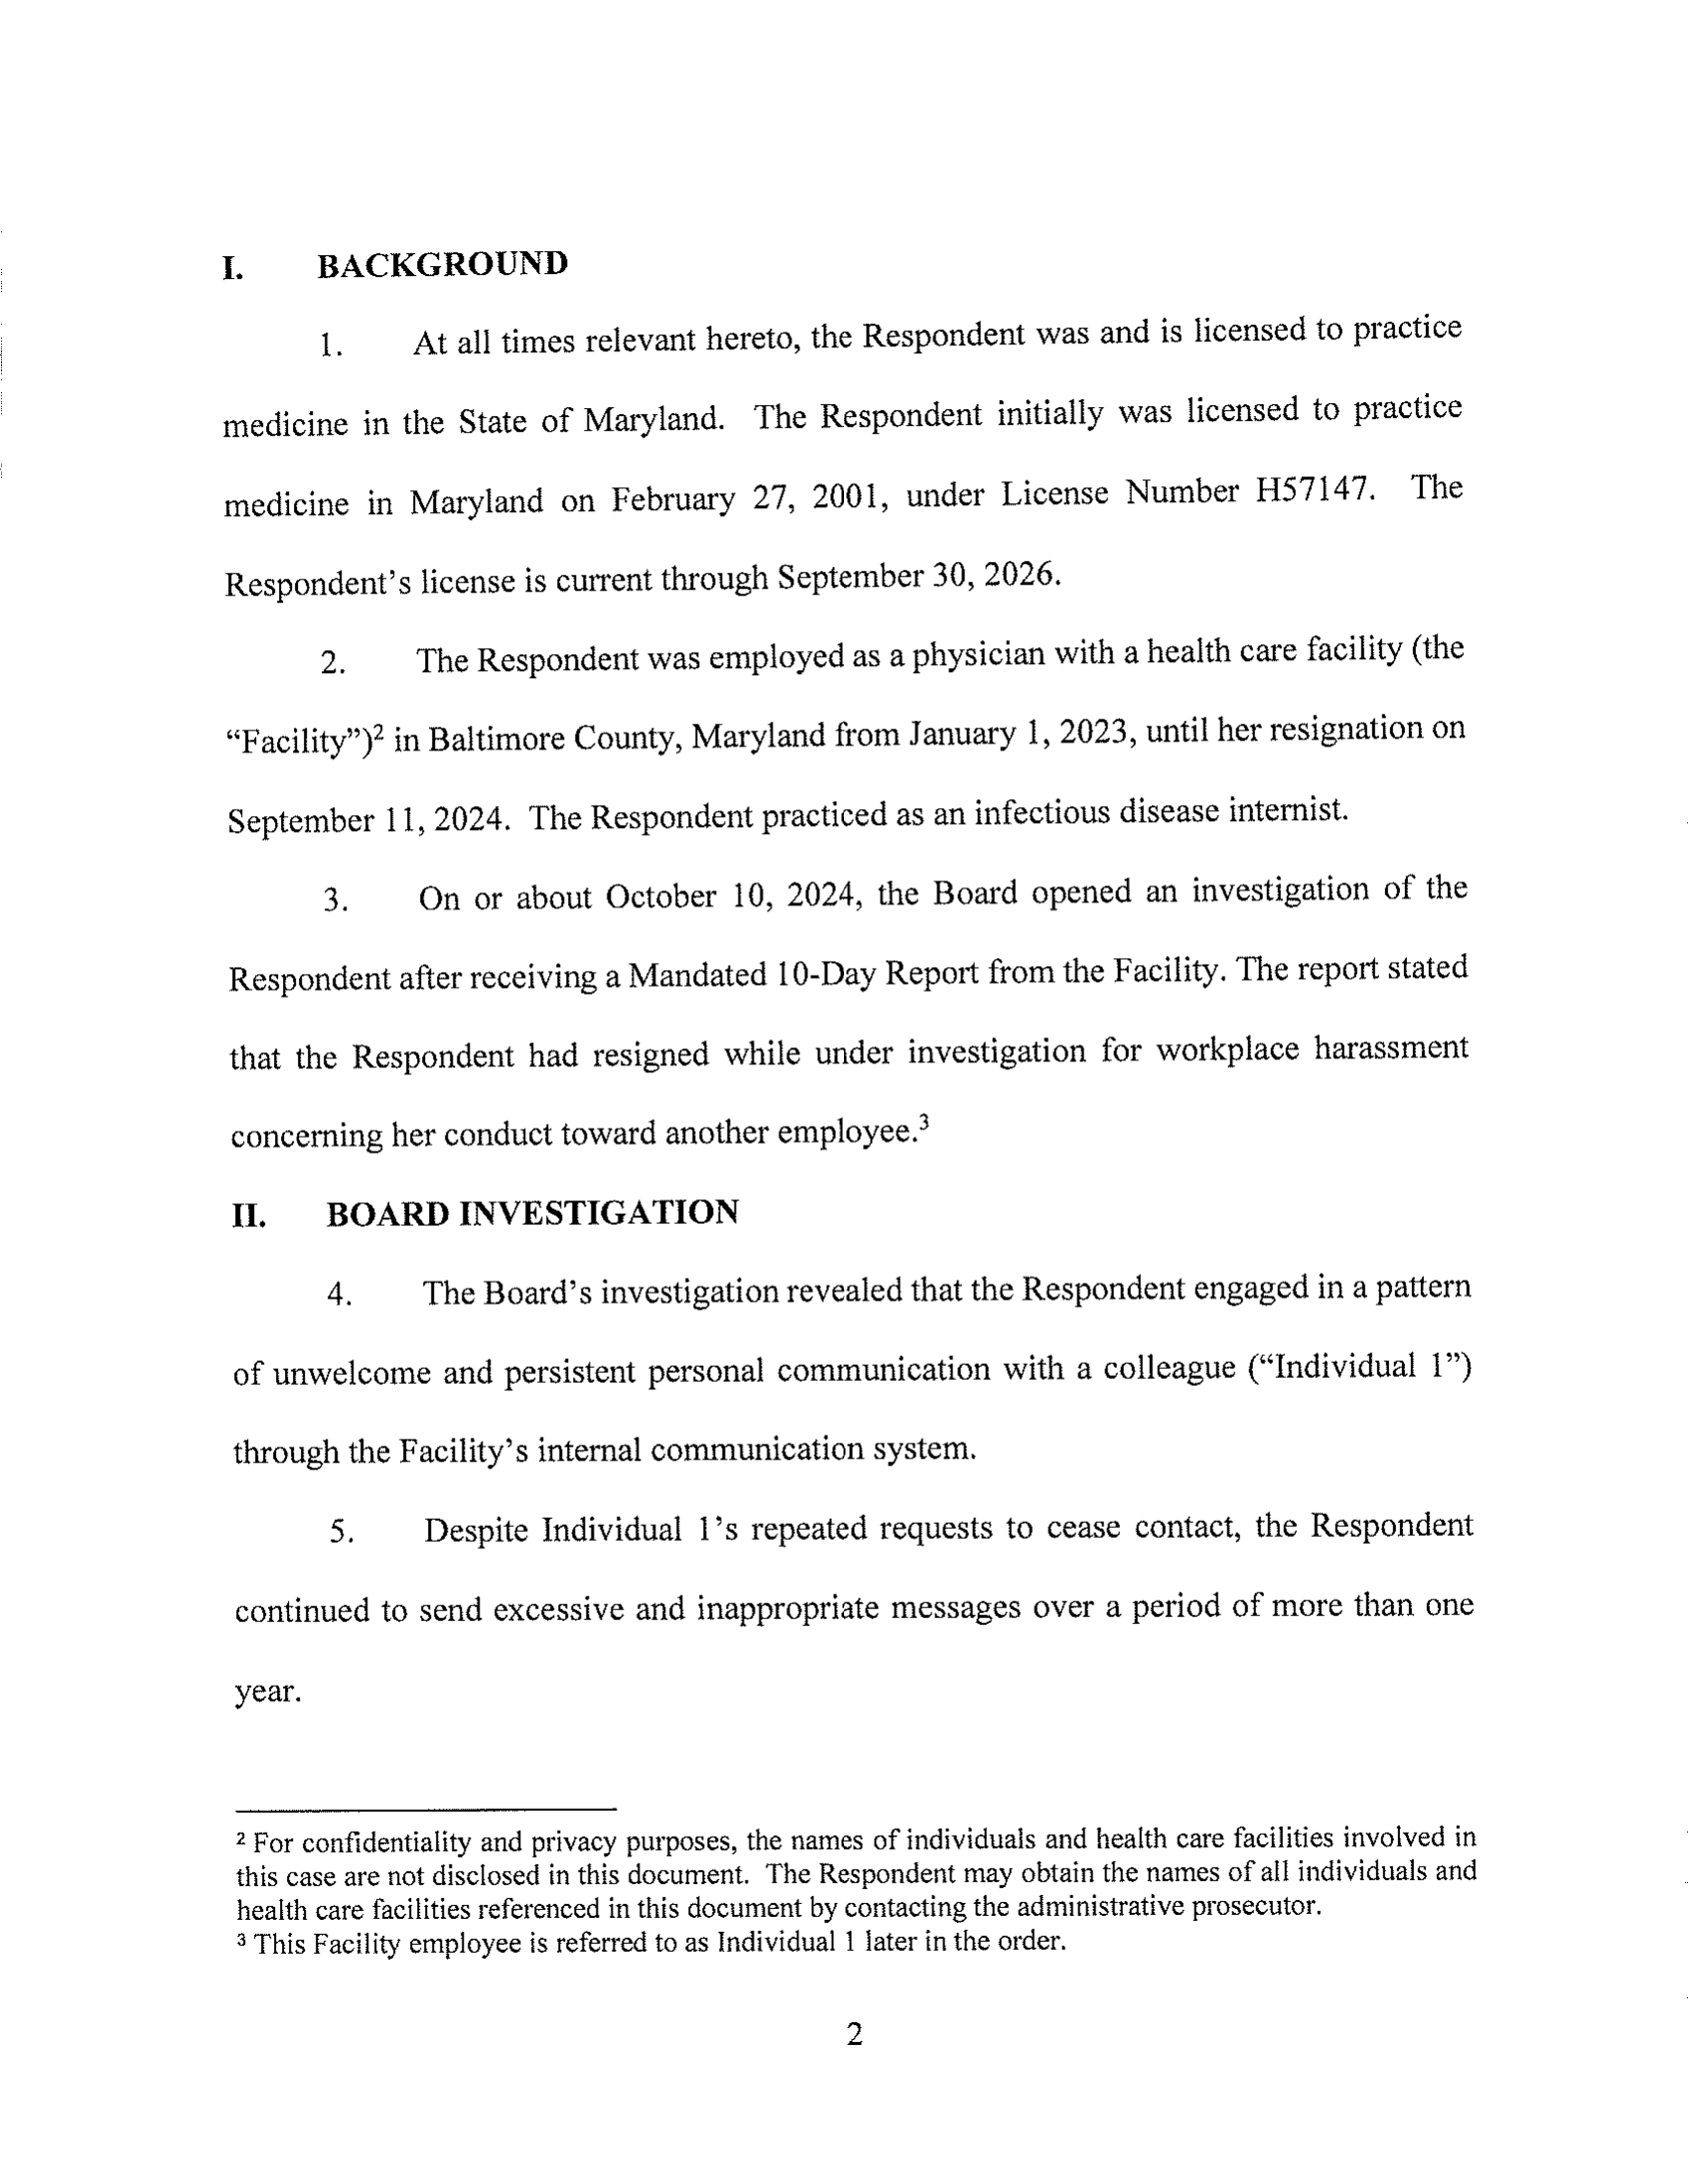 I. BACKGROUND
1. At all times relevant hereto, the Respondent was and is licensed to practice
medicine in the State of Maryland. The Respondent initially was licensed to practice
medicine in Maryland on February 27, 2001, under License Number H57147. The
Respondent’s license is current through September 30, 2026.
2. The Respondent was employed as a physician with a health care facility (the
“Facility”)² in Baltimore County, Maryland from January 1, 2023, until her resignation on
September 11, 2024. The Respondent practiced as an infectious disease internist.
3. On or about October 10, 2024, the Board opened an investigation of the
Respondent after receiving a Mandated 10-Day Report from the Facility. The report stated
that the Respondent had resigned while under investigation for workplace harassment
concerning her conduct toward another employee.³
II. BOARD INVESTIGATION
4. The Board’s investigation revealed that the Respondent engaged in a pattern
of unwelcome and persistent personal communication with a colleague (“Individual 1”)
through the Facility’s internal communication system.
5. Despite Individual 1’s repeated requests to cease contact, the Respondent
continued to send excessive and inappropriate messages over a period of more than one
year.
² For confidentiality and privacy purposes, the names of individuals and health care facilities involved in
this case are not disclosed in this document. The Respondent may obtain the names of all individuals and
health care facilities referenced in this document by contacting the administrative prosecutor.
³ This Facility employee is referred to as Individual 1 later in the order.
2